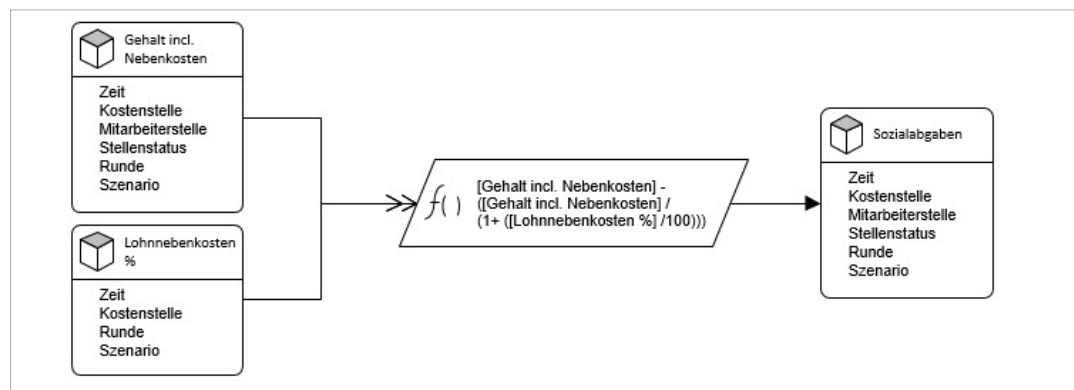 Gehalt incl.
Nebenkosten
Zeit
Kostenstelle
Mitarbeiterstelle
Stellenstatus
Runde
Szenario
Lohnnebenkosten
%
Zeit
Kostenstelle
Runde
Szenario
f()
[Gehalt incl. Nebenkosten] -
([Gehalt incl. Nebenkosten] /
(1+ ([Lohnnebenkosten %] /100)))
Sozialabgaben
Zeit
Kostenstelle
Mitarbeiterstelle
Stellenstatus
Runde
Szenario